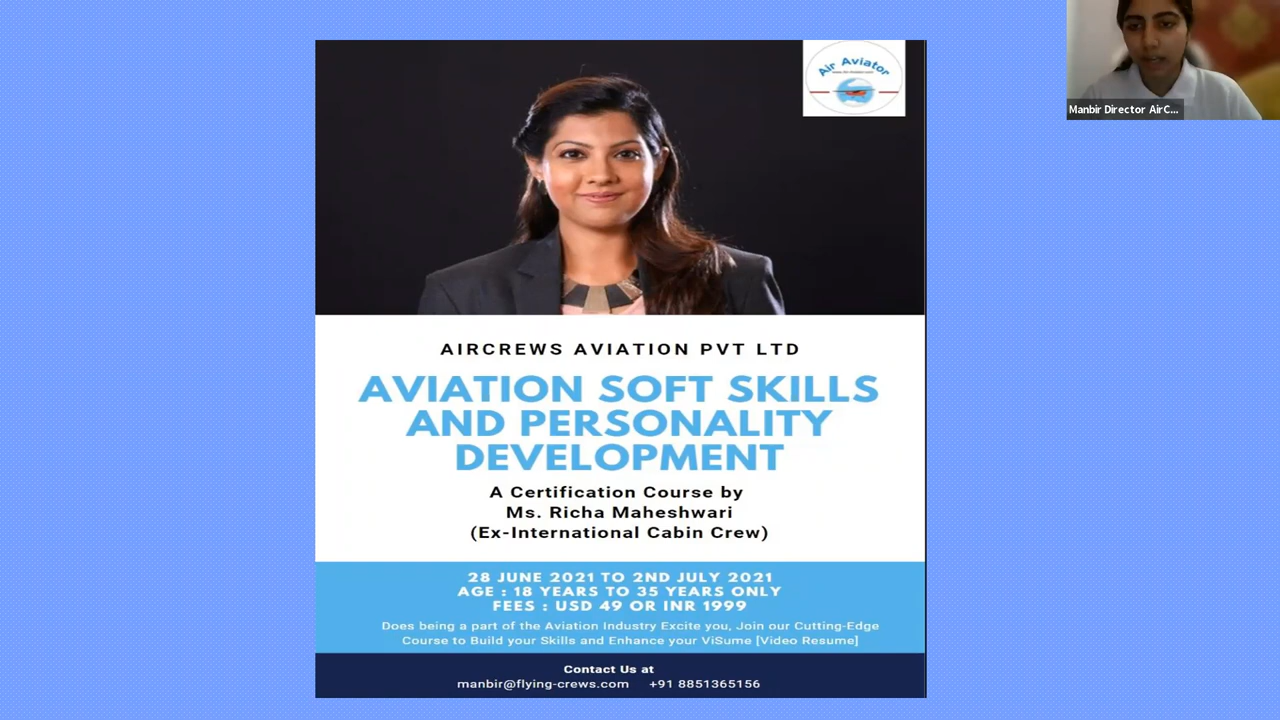 Air Aviator
Manbir Director AirC...
AIRCREWS AVIATION PVT LTD
AVIATION SOFT SKILLS
AND PERSONALITY
DEVELOPMENT
A Certification Course by
Ms. Richa Maheshwari
(Ex-International Cabin Crew)
28 JUNE 2021 TO 2ND JULY 2021
AGE : 18 YEARS TO 35 YEARS ONLY
FEES : USD 49 OR INR 1999
Does being a part of the Aviation Industry Excite you, Join our Cutting-Edge
Course to Build your Skills and Enhance your ViSume [Video Resume]
Contact Us at
manbir@flying-crews.com +91 8851365156